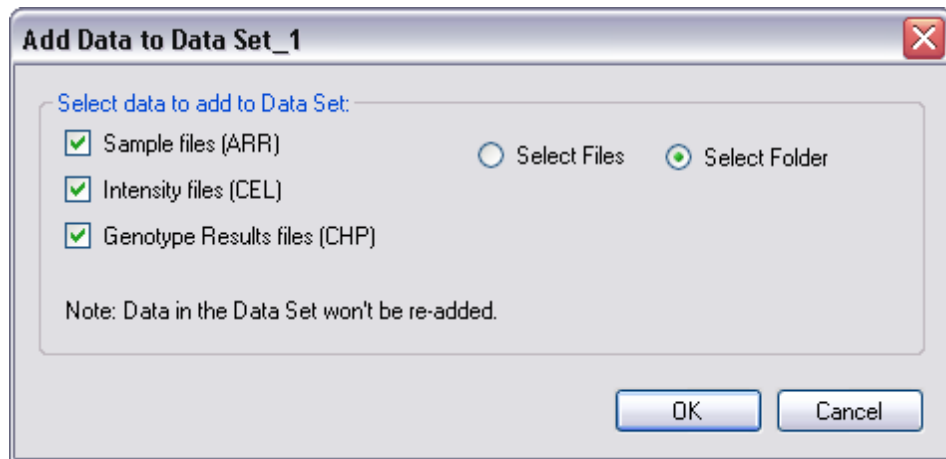 Add Data to Data Set_1
Select data to add to Data Set:
Sample files (ARR)
Select Files
Select Folder
Intensity files (CEL)
Genotype Results files (CHP)
Note: Data in the Data Set won't be re-added.
OK
Cancel